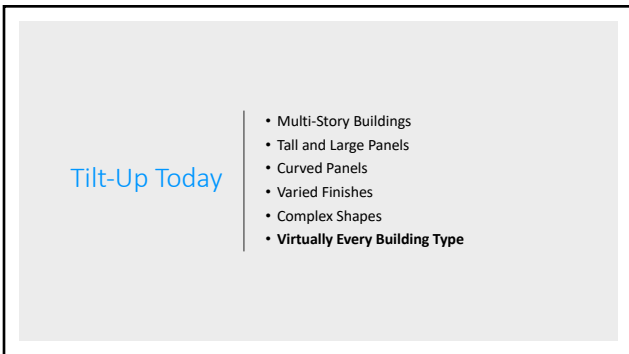 Tilt-Up Today
• Multi-Story Buildings
• Tall and Large Panels
• Curved Panels
• Varied Finishes
• Complex Shapes
• Virtually Every Building Type